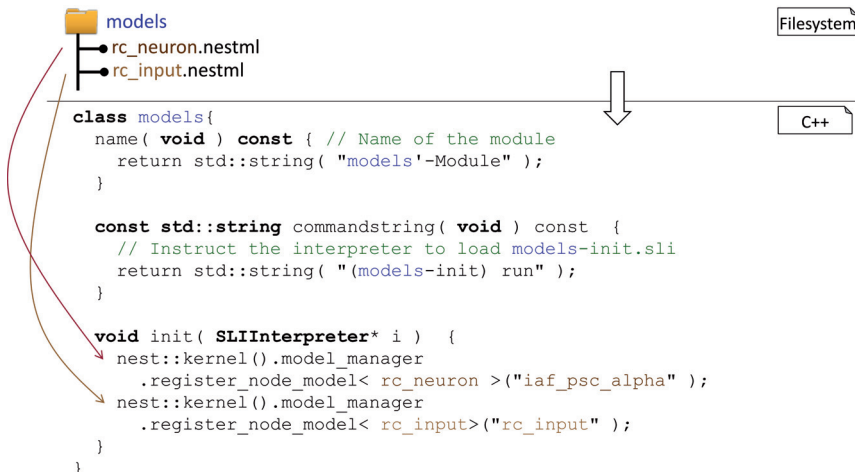 models
Filesystem
rc_neuron.nestml
rc_input.nestml
C++
class models{
name( void ) const { // Name of the module
return std::string( "models'-Module" );
}
const std::string commandstring( void ) const {
// Instruct the interpreter to load models-init.sli
return std::string( "(models-init) run" );
}
void init( SLIInterpreter* i ) {
nest::kernel().model_manager
.register_node_model< rc_neuron >("iaf_psc_alpha" );
nest::kernel().model_manager
.register_node_model< rc_input>("rc_input" );
}
}